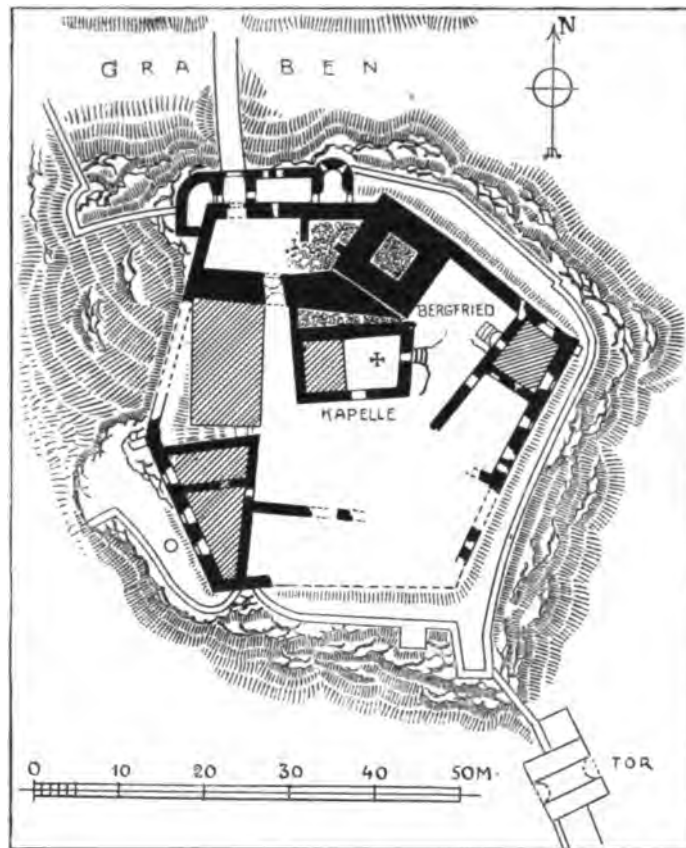 N
GRABEN
BERGFRIED
KAPELLE
TOR
0 10 20 30 40 50M.